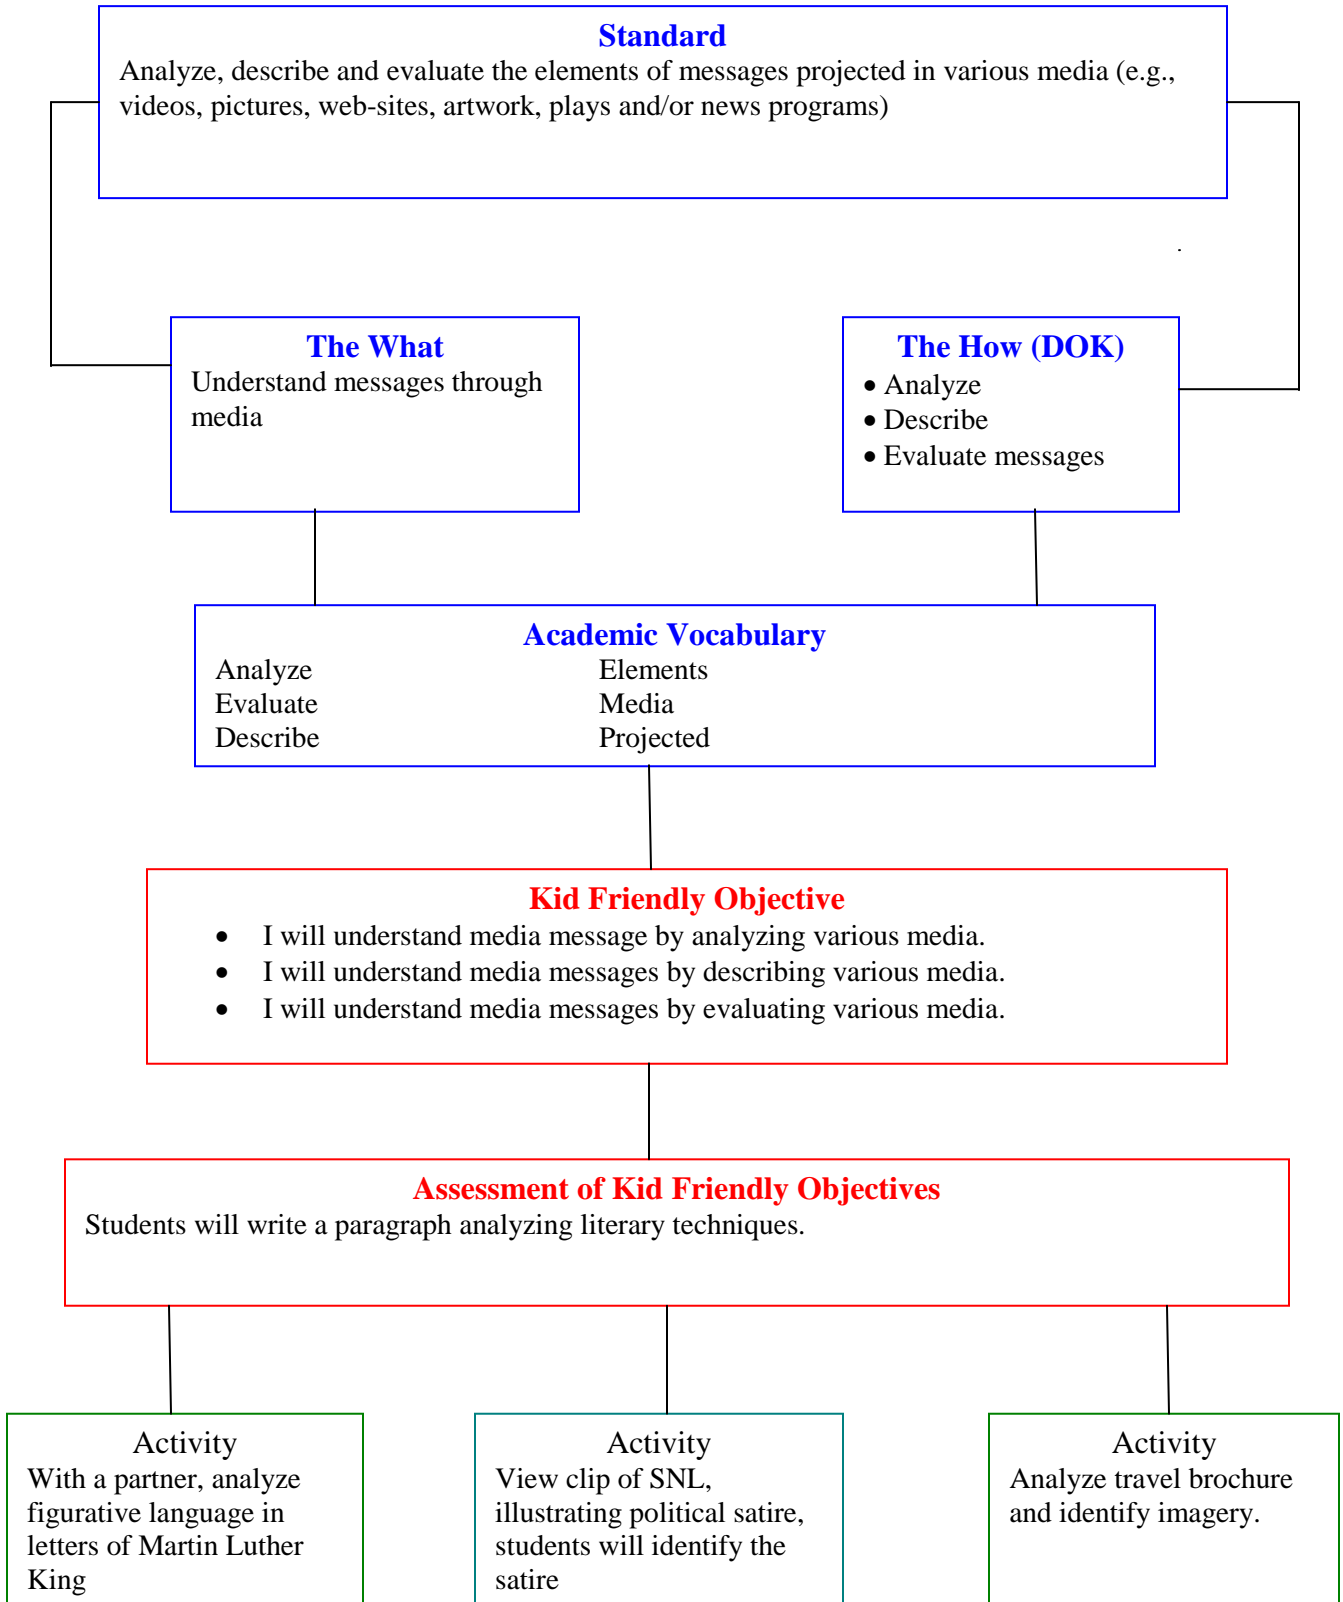 Standard
Analyze, describe and evaluate the elements of messages projected in various media (e.g.,
videos, pictures, web-sites, artwork, plays and/or news programs)
.
The What
Understand messages through
media
The How (DOK)
• Analyze
• Describe
• Evaluate messages
Academic Vocabulary
Analyze Elements
Evaluate Media
Describe Projected
Kid Friendly Objective
• I will understand media message by analyzing various media.
• I will understand media messages by describing various media.
• I will understand media messages by evaluating various media.
Assessment of Kid Friendly Objectives
Students will write a paragraph analyzing literary techniques.
Activity
With a partner, analyze
figurative language in
letters of Martin Luther
King
Activity
View clip of SNL,
illustrating political satire,
students will identify the
satire
Activity
Analyze travel brochure
and identify imagery.